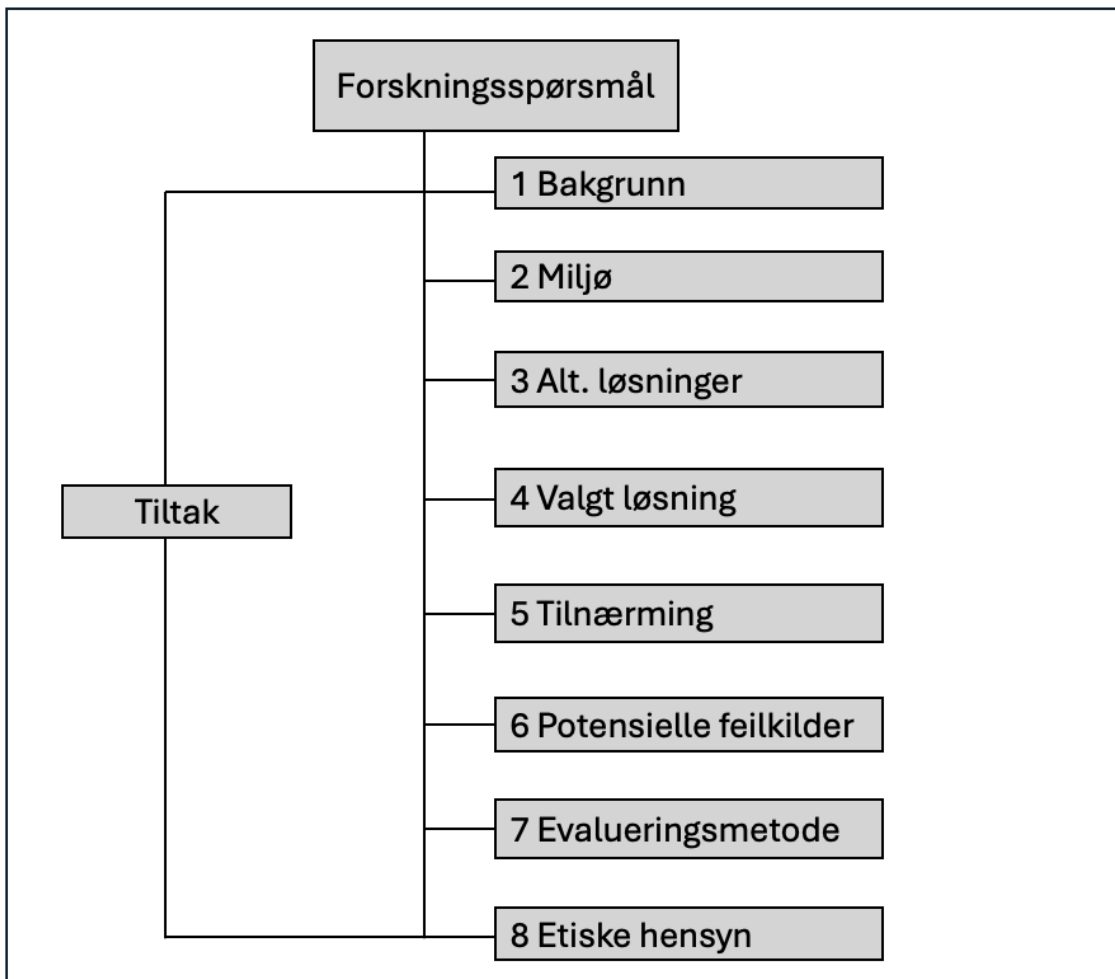 Forskningsspørsmål
1 Bakgrunn
2 Miljø
3 Alt. løsninger
4 Valgt løsning
Tiltak
5 Tilnærming
6 Potensielle feilkilder
7 Evalueringsmetode
8 Etiske hensyn